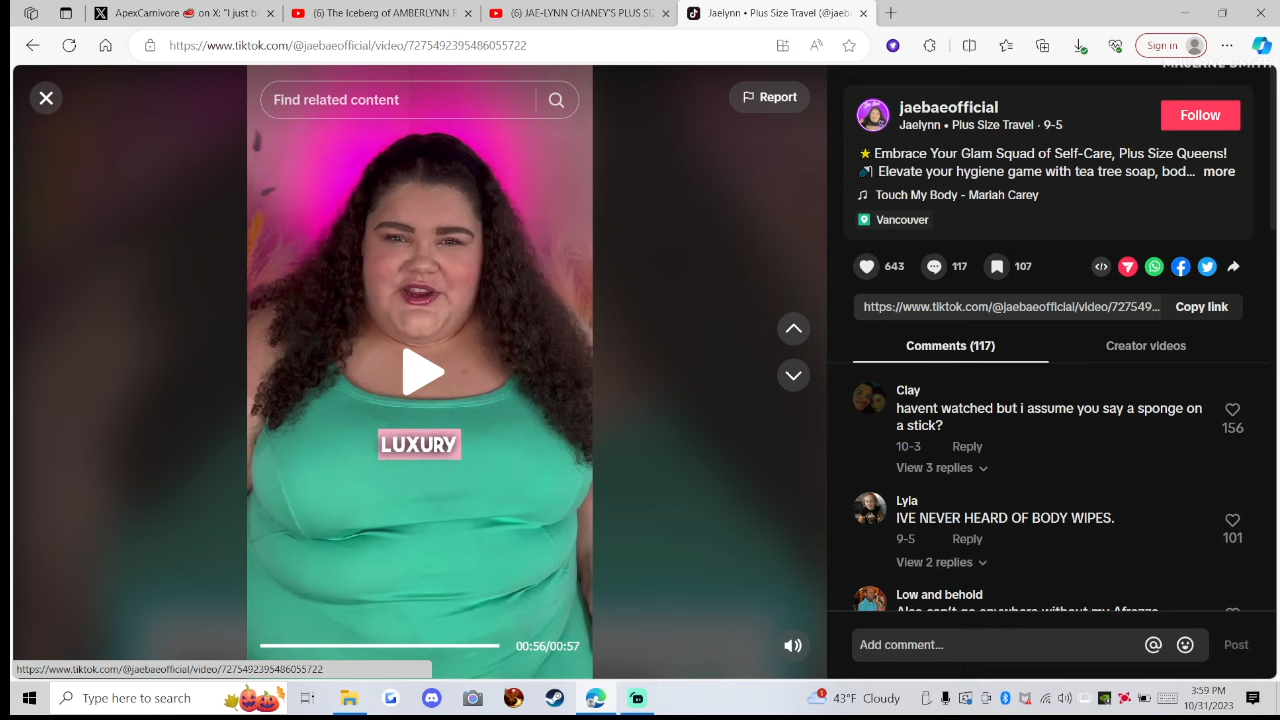 ApexCarnivore on X: "I just b
(6) The Iceberg of AMBERLYNN R
(6) JAE-LYNN CHANEY'S PLUS SI
Jaelynn • Plus Size Travel (@jaeb
https://www.tiktok.com/@jaebaeofficial/video/7275492395486055722
Sign in
Find related content
Report
LUXURY
00:56/00:57
jaebaeofficial
Jaelynn • Plus Size Travel · 9-5
Follow
⭐ Embrace Your Glam Squad of Self-Care, Plus Size Queens!
🚿 Elevate your hygiene game with tea tree soap, bod... more
Touch My Body - Mariah Carey
Vancouver
643
117
107
https://www.tiktok.com/@jaebaeofficial/video/727549...
Copy link
Comments (117)
Creator videos
Clay
havent watched but i assume you say a sponge on
a stick?
156
10-3 Reply
View 3 replies
Lyla
IVE NEVER HEARD OF BODY WIPES.
101
9-5 Reply
View 2 replies
Low and behold
Add comment...
Post
https://www.tiktok.com/@jaebaeofficial/video/7275492395486055722
Type here to search
1
43°F Cloudy
3:59 PM
10/31/2023